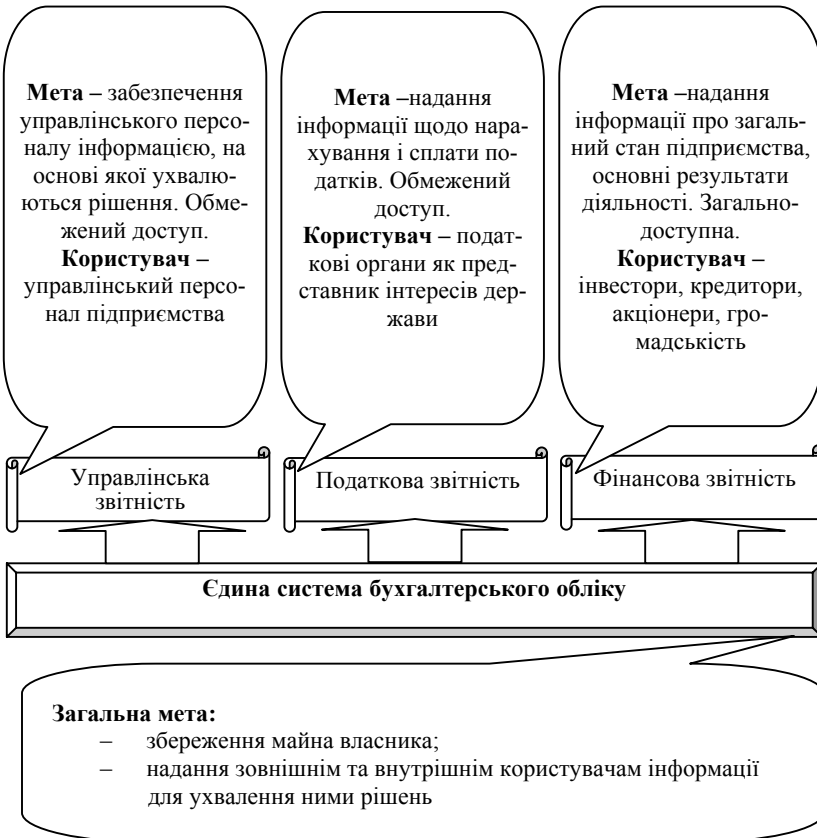 Мета – забезпечення
управлінського персо-
налу інформацією, на
основі якої ухвалю-
ються рішення. Обме-
жений доступ.
Користувач –
управлінський персо-
нал підприємства
Мета –надання
інформації щодо нара-
хування і сплати по-
датків. Обмежений
доступ.
Користувач – подат-
кові органи як пред-
ставник інтересів дер-
жави
Мета –надання
інформації про загаль-
ний стан підприємства,
основні результати
діяльності. Загально-
доступна.
Користувач –
інвестори, кредитори,
акціонери, гро-
мадськість
Управлінська
звітність
Податкова звітність
Фінансова звітність
Єдина система бухгалтерського обліку
Загальна мета:
– збереження майна власника;
– надання зовнішнім та внутрішнім користувачам інформації
для ухвалення ними рішень